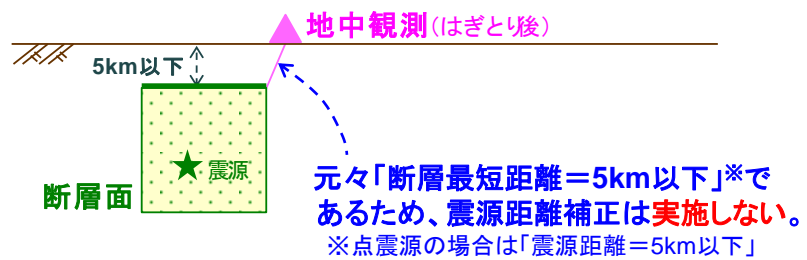 地中観測(はぎとり後)
5km以下
震源
断層面
元々「断層最短距離＝5km以下」※で
あるため、震源距離補正は実施しない。
※点震源の場合は「震源距離＝5km以下」